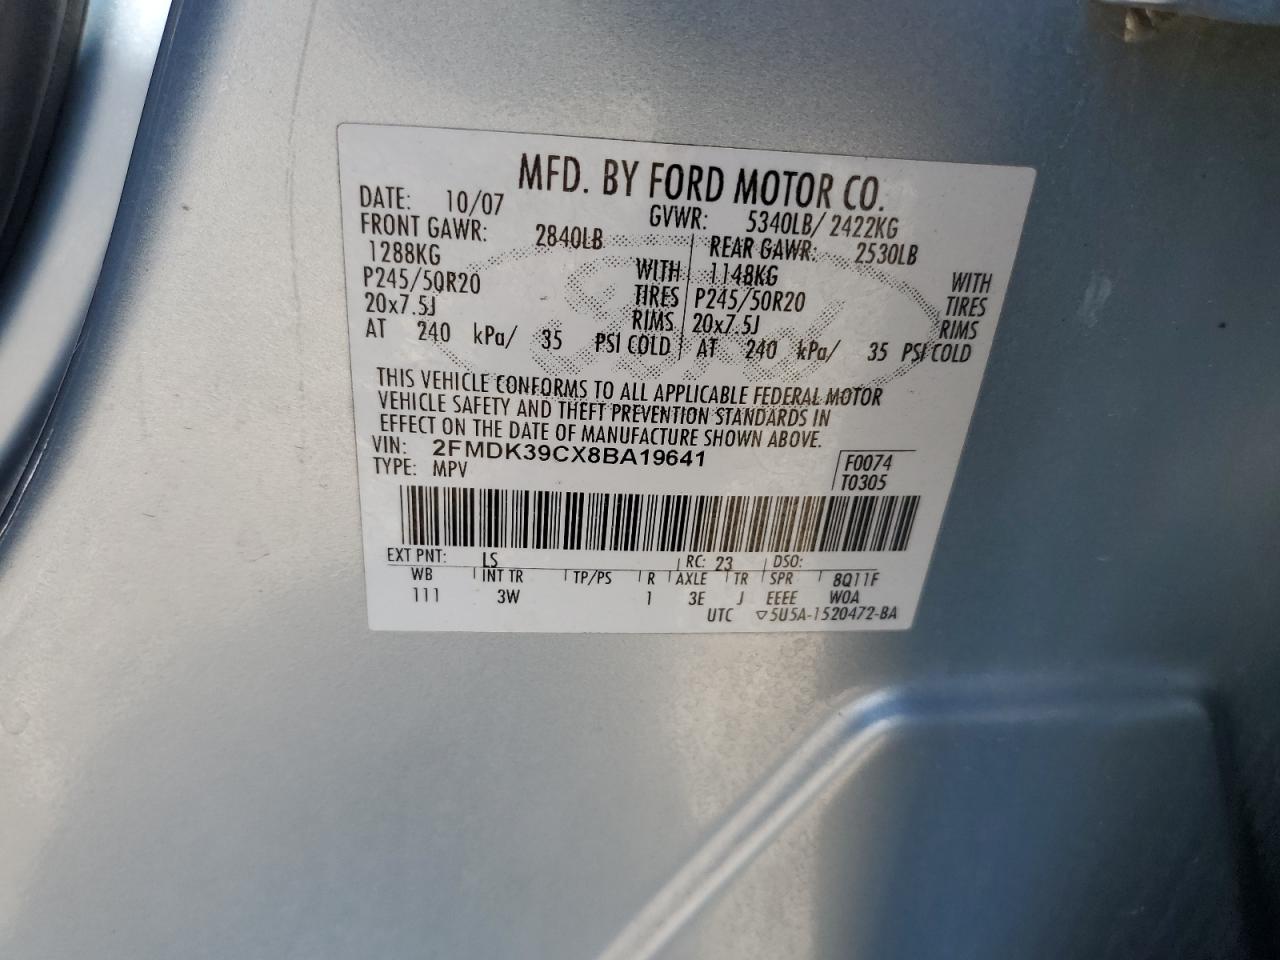 MFD. BY FORD MOTOR CO.
DATE: 10/07 GVWR: 5340LB/ 2422KG
FRONT GAWR: 2840LB REAR GAWR: 2530LB
1288KG WITH 1148KG WITH
P245/50R20 TIRES P245/50R20 TIRES
20x7.5J RIMS 20x7.5J RIMS
AT 240 kPa/ 35 PSI COLD AT 240 kPa/ 35 PSI COLD
THIS VEHICLE CONFORMS TO ALL APPLICABLE FEDERAL MOTOR
VEHICLE SAFETY AND THEFT PREVENTION STANDARDS IN
EFFECT ON THE DATE OF MANUFACTURE SHOWN ABOVE.
VIN: 2FMDK39CX8BA19641 F0074
TYPE: MPV T0305
EXT PNT: LS RC: 23 DSO:
WB INT TR TP/PS R AXLE TR SPR 8Q11F
111 3W 1 3E J EEEE WOA
UTC ▽5U5A-1520472-BA